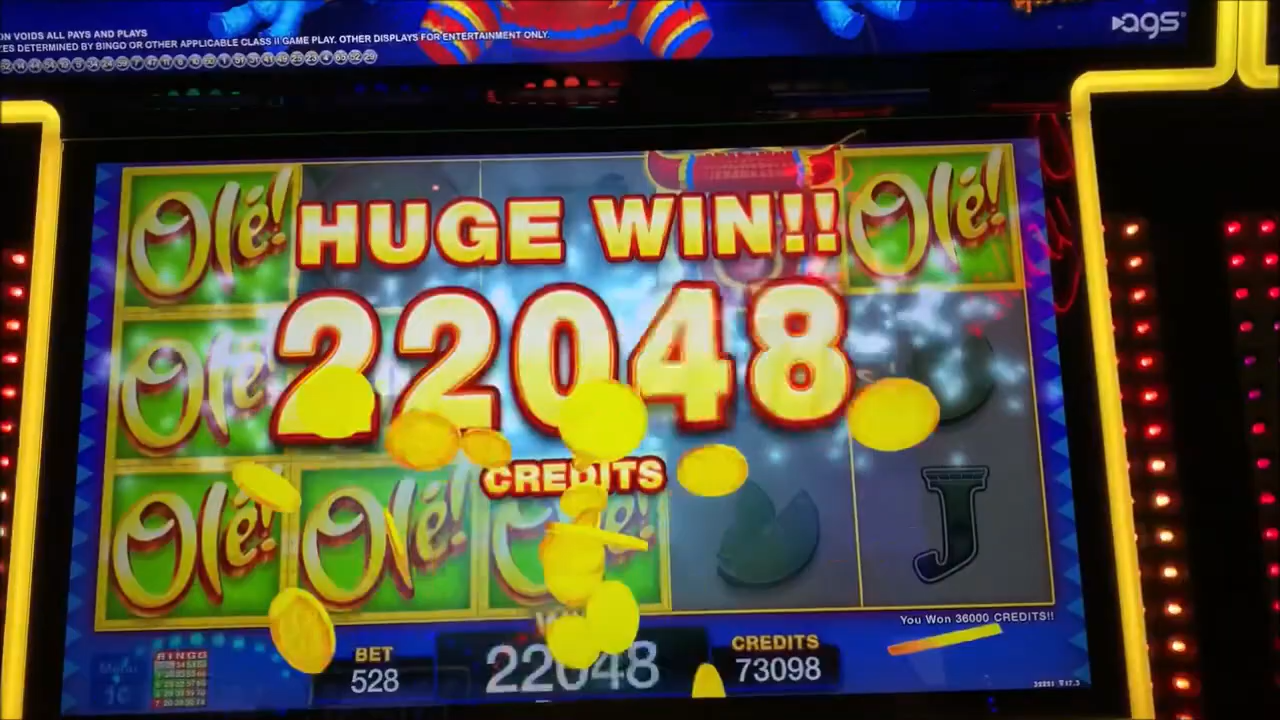 ON VOIDS ALL PAYS AND PLAYS
ZES DETERMINED BY BINGO OR OTHER APPLICABLE CLASS II GAME PLAY. OTHER DISPLAYS FOR ENTERTAINMENT ONLY.
ags
Olé! HUGE WIN!! Olé!
Olé! 22048
CREDITS
Olé! Olé! Olé! J
You Won 36000 CREDITS!!
BINGO
BET
528
22048
CREDITS
73098